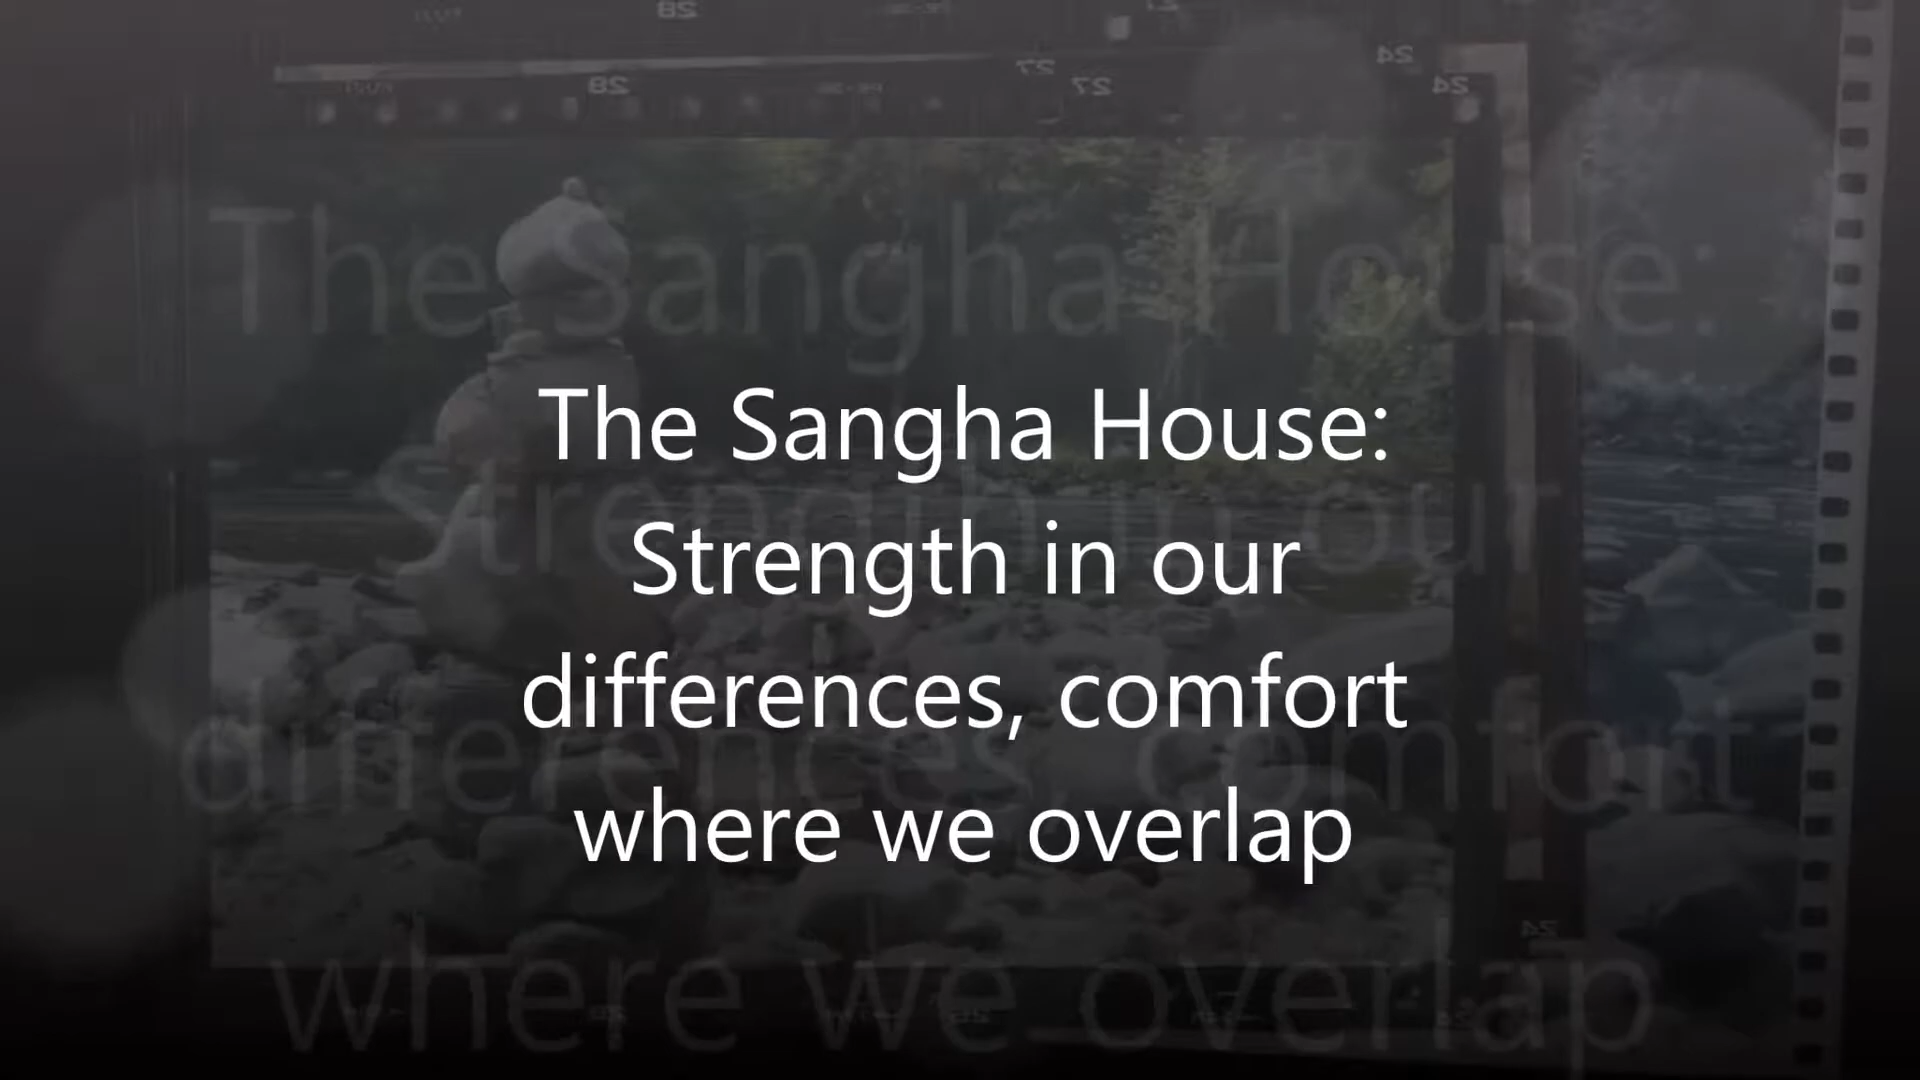 The Sangha House:
Strength in our
differences, comfort
where we overlap